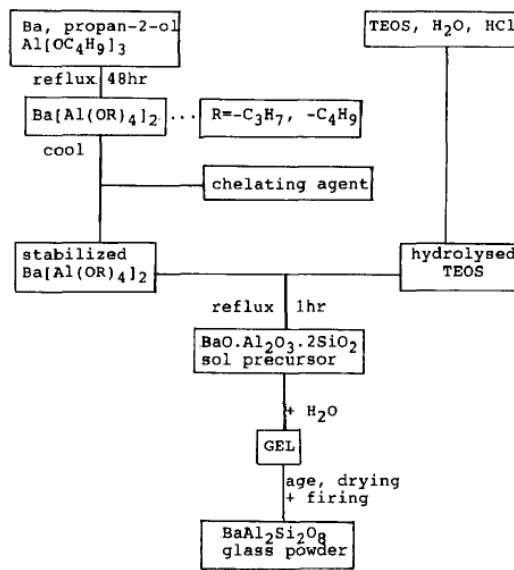 Ba, propan-2-ol
Al[OC4H9]3
TEOS, H2O, HCl
reflux 48hr
Ba[Al(OR)4]2 ... R=-C3H7, -C4H9
cool
chelating agent
stabilized
Ba[Al(OR)4]2
hydrolysed
TEOS
reflux 1hr
BaO.Al2O3.2SiO2
sol precursor
+ H2O
GEL
age, drying
+ firing
BaAl2Si2O8
glass powder